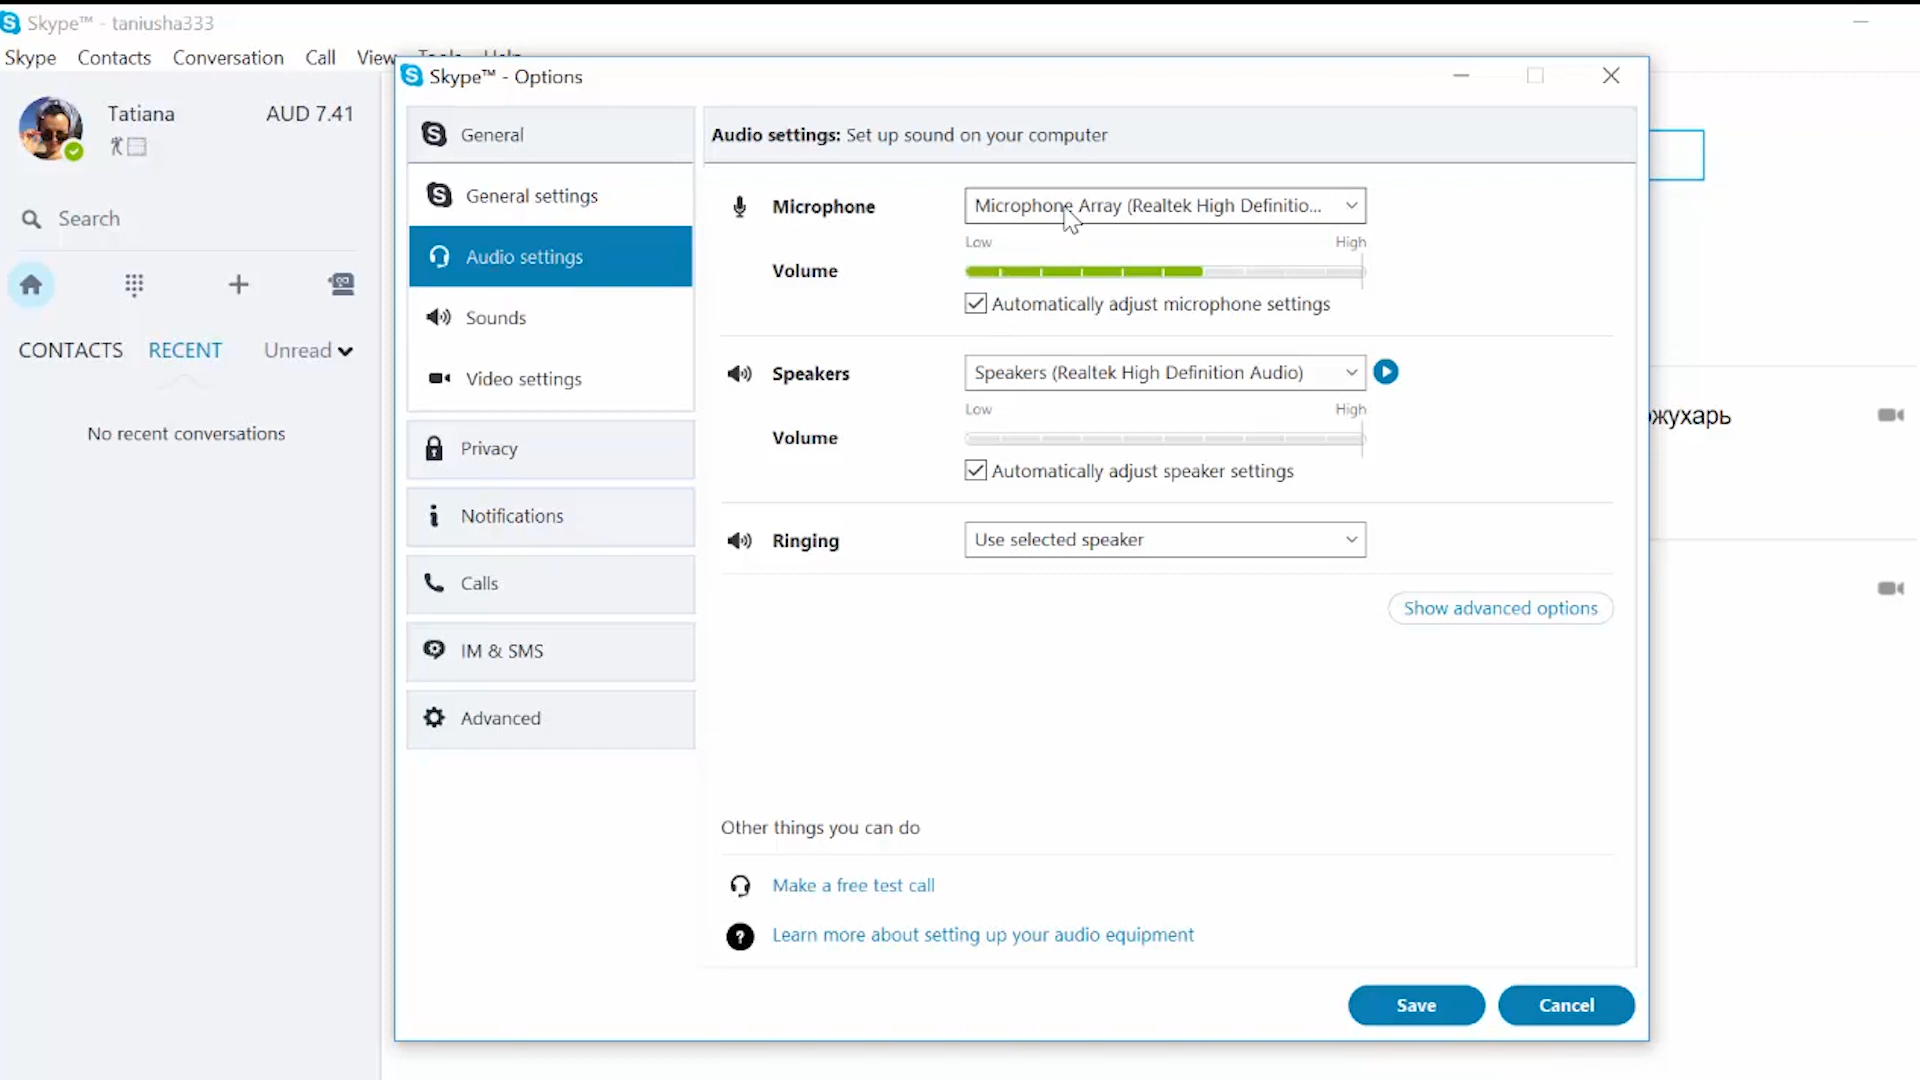 Skype™ - taniusha333
Skype Contacts Conversation Call View
Tatiana AUD 7.41
Search
CONTACTS RECENT Unread
No recent conversations
Skype™ - Options
General
General settings
Audio settings
Sounds
Video settings
Privacy
Notifications
Calls
IM & SMS
Advanced
Audio settings: Set up sound on your computer
Microphone Microphone Array (Realtek High Definitio...
Low High
Volume
Automatically adjust microphone settings
Speakers Speakers (Realtek High Definition Audio)
Low High
Volume
Automatically adjust speaker settings
Ringing Use selected speaker
Show advanced options
Other things you can do
Make a free test call
Learn more about setting up your audio equipment
Save Cancel
жухарь